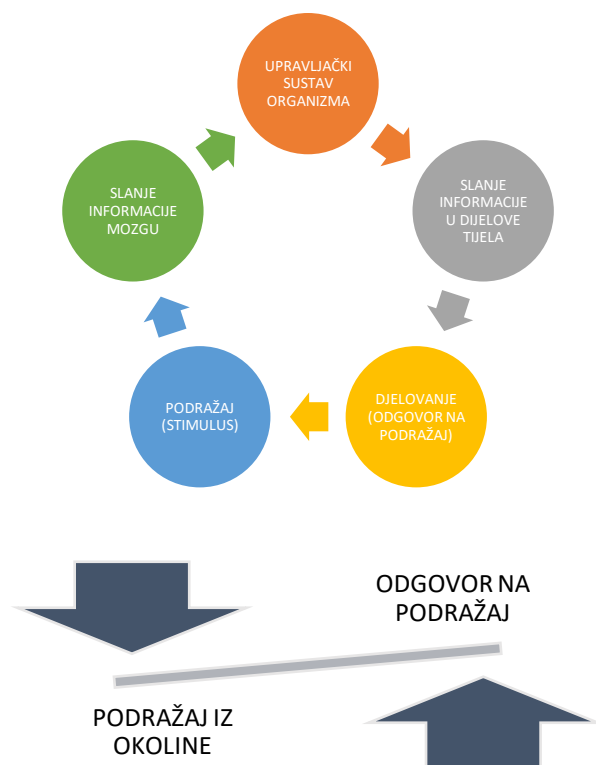 UPRAVLJAČKI
SUSTAV
ORGANIZMA
SLANJE
INFORMACIJE
MOZGU
SLANJE
INFORMACIJE
U DIJELOVE
TIJELA
PODRAŽAJ
(STIMULUS)
DJELOVANJE
(ODGOVOR NA
PODRAŽAJ)
ODGOVOR NA
PODRAŽAJ
PODRAŽAJ IZ
OKOLINE